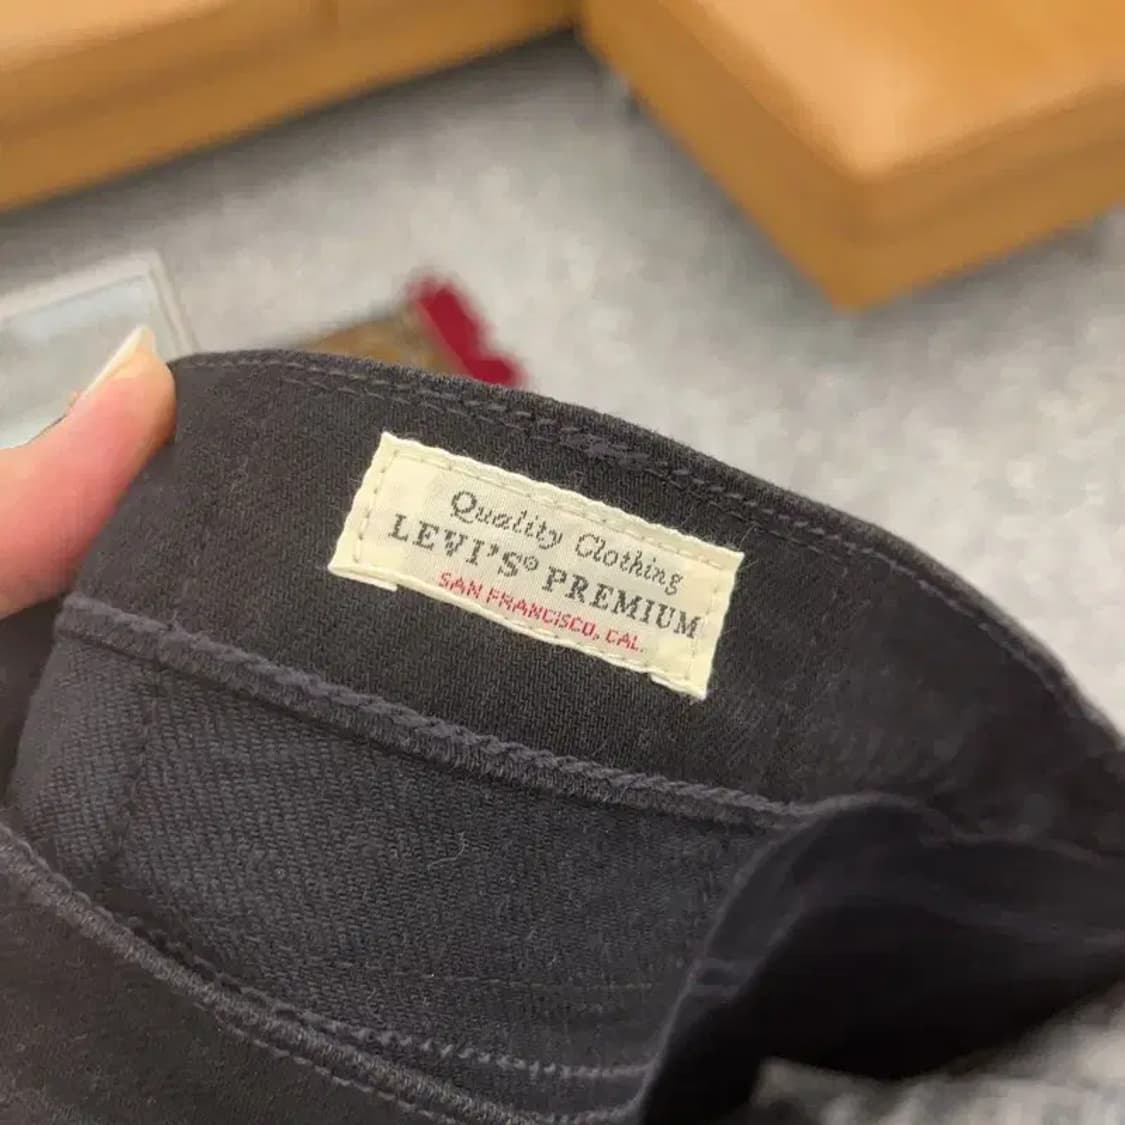 Quality Clothing
LEVI'S® PREMIUM
SAN FRANCISCO, CAL.